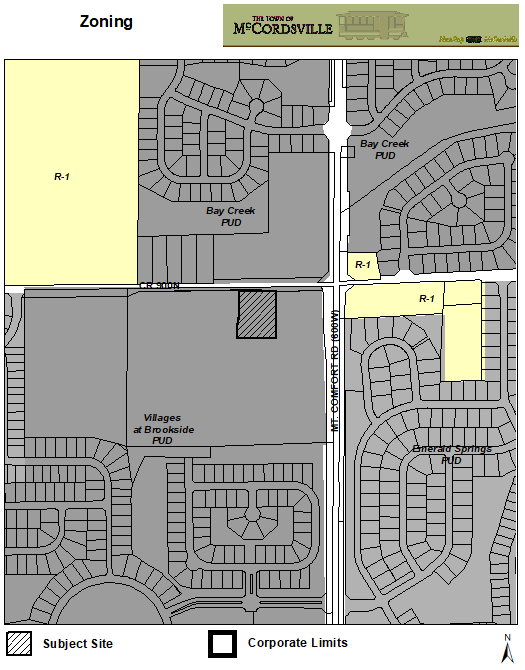 Zoning
THE TOWN OF
McCORDSVILLE
Bay Creek
PUD
R-1
Bay Creek
PUD
R-1
CR 900N
R-1
MT. COMFORT RD (600W)
Villages
at Brookside
PUD
Emerald Springs
PUD
Subject Site
Corporate Limits
N